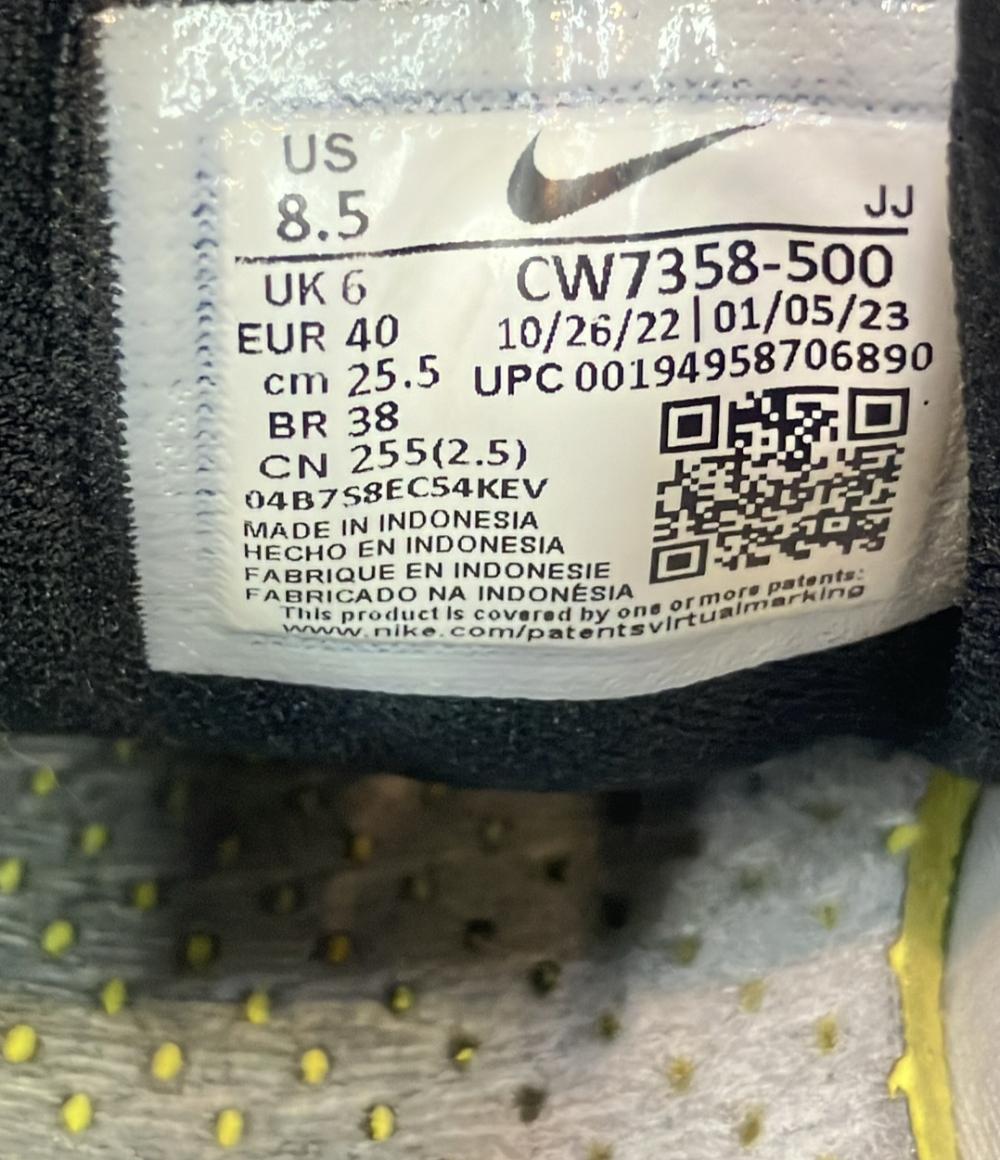 US
8.5
JJ
UK 6
EUR 40
cm 25.5
BR 38
CN 255(2.5)
CW7358-500
10/26/22 | 01/05/23
UPC 00194958706890
04B7S8EC54KEV
MADE IN INDONESIA
HECHO EN INDONESIA
FABRIQUE EN INDONESIE
FABRICADO NA INDONÉSIA
This product is covered by one or more patents:
www.nike.com/patentsvirtualmarking